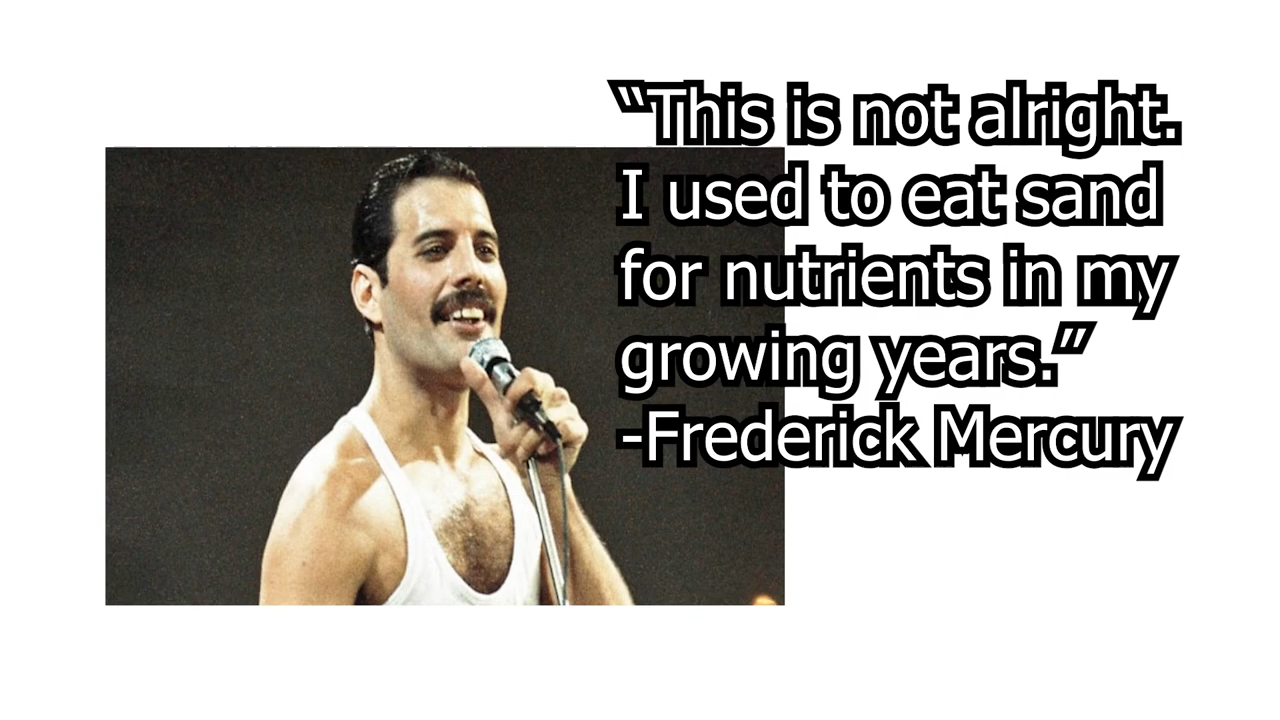 “This is not alright.
I used to eat sand
for nutrients in my
growing years.”
-Frederick Mercury